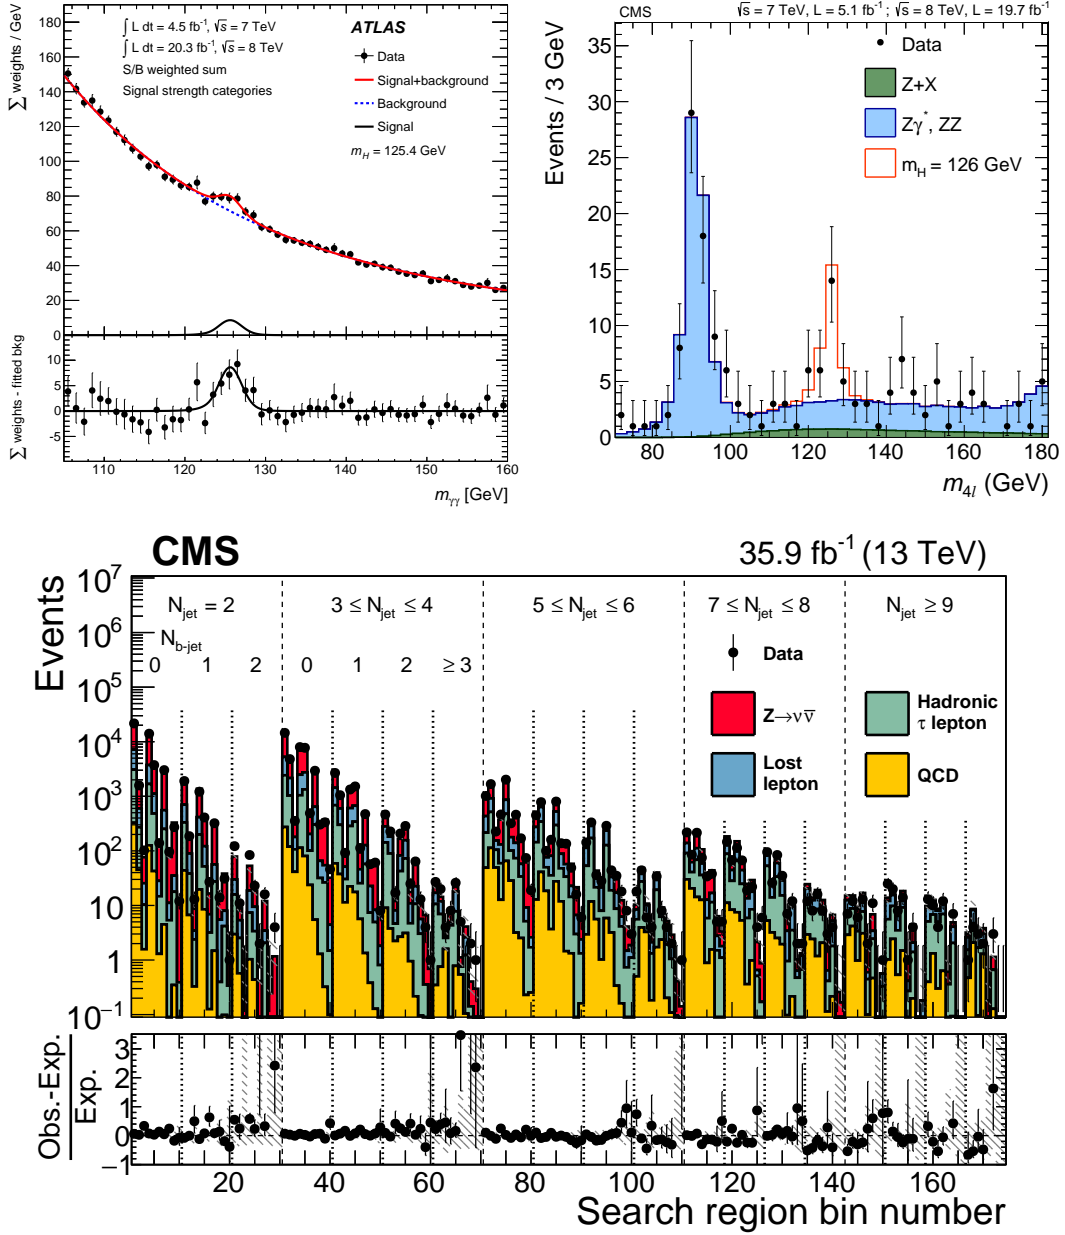 ∫ L dt = 4.5 fb⁻¹, √s = 7 TeV
∫ L dt = 20.3 fb⁻¹, √s = 8 TeV
S/B weighted sum
Signal strength categories
ATLAS
Data
Signal+background
Background
Signal
m_H = 125.4 GeV
∑ weights / GeV
180
160
140
120
100
80
60
40
20
0
∑ weights - fitted bkg
10
5
0
-5
110 120 130 140 150 160
m_γγ [GeV]
CMS √s = 7 TeV, L = 5.1 fb⁻¹ ; √s = 8 TeV, L = 19.7 fb⁻¹
Events / 3 GeV
35
30
25
20
15
10
5
0
Data
Z+X
Zγ*, ZZ
m_H = 126 GeV
80 100 120 140 160 180
m_4l (GeV)
CMS 35.9 fb⁻¹ (13 TeV)
Events
10⁷
10⁶
10⁵
10⁴
10³
10²
10
1
10⁻¹
N_jet = 2 3 ≤ N_jet ≤ 4 5 ≤ N_jet ≤ 6 7 ≤ N_jet ≤ 8 N_jet ≥ 9
N_b-jet
0 1 2 0 1 2 ≥ 3
Data
Z→νν̅
Hadronic
τ lepton
Lost
lepton
QCD
Obs.-Exp.
Exp.
3
2
1
0
−1
20 40 60 80 100 120 140 160
Search region bin number